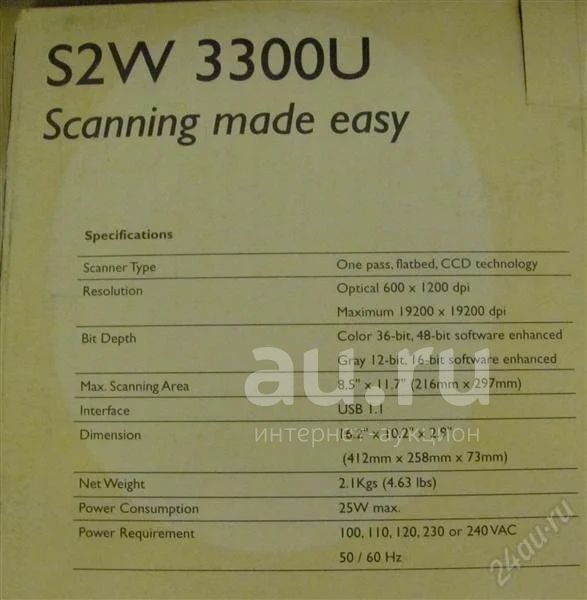 S2W 3300U
Scanning made easy
Specifications
Scanner Type One pass, flatbed, CCD technology
Resolution Optical 600 x 1200 dpi
Maximum 19200 x 19200 dpi
Bit Depth Color 36-bit, 48-bit software enhanced
Gray 12-bit, 16-bit software enhanced
Max. Scanning Area 8.5" x 11.7" (216mm x 297mm)
Interface USB 1.1
Dimension 16.2" x 10.2" x 2.9"
(412mm x 258mm x 73mm)
Net Weight 2.1Kgs (4.63 lbs)
Power Consumption 25W max.
Power Requirement 100, 110, 120, 230 or 240 VAC
50 / 60 Hz
au.ru
интернет-аукцион
24au.ru